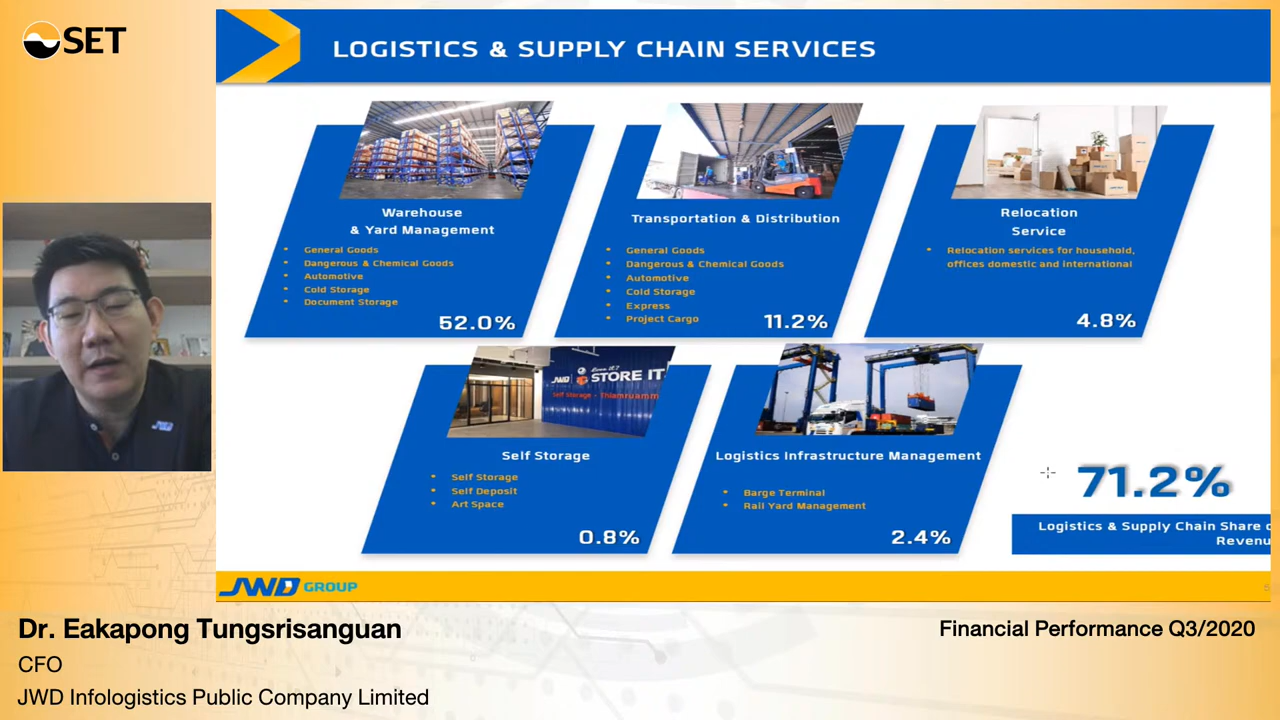 SET
LOGISTICS & SUPPLY CHAIN SERVICES
Warehouse
& Yard Management
General Goods
Dangerous & Chemical Goods
Automotive
Cold Storage
Document Storage
52.0%
Transportation & Distribution
General Goods
Dangerous & Chemical Goods
Automotive
Cold Storage
Express
Project Cargo
11.2%
Relocation
Service
Relocation services for household,
offices domestic and international
4.8%
JWD
STORE IT
Self Storage - Thiamruammit
Self Storage
Self Storage
Self Deposit
Art Space
0.8%
Logistics Infrastructure Management
Barge Terminal
Rail Yard Management
2.4%
71.2%
Logistics & Supply Chain Share
Revenu
JWD GROUP
JWD
Dr. Eakapong Tungsrisanguan
CFO
JWD Infologistics Public Company Limited
Financial Performance Q3/2020